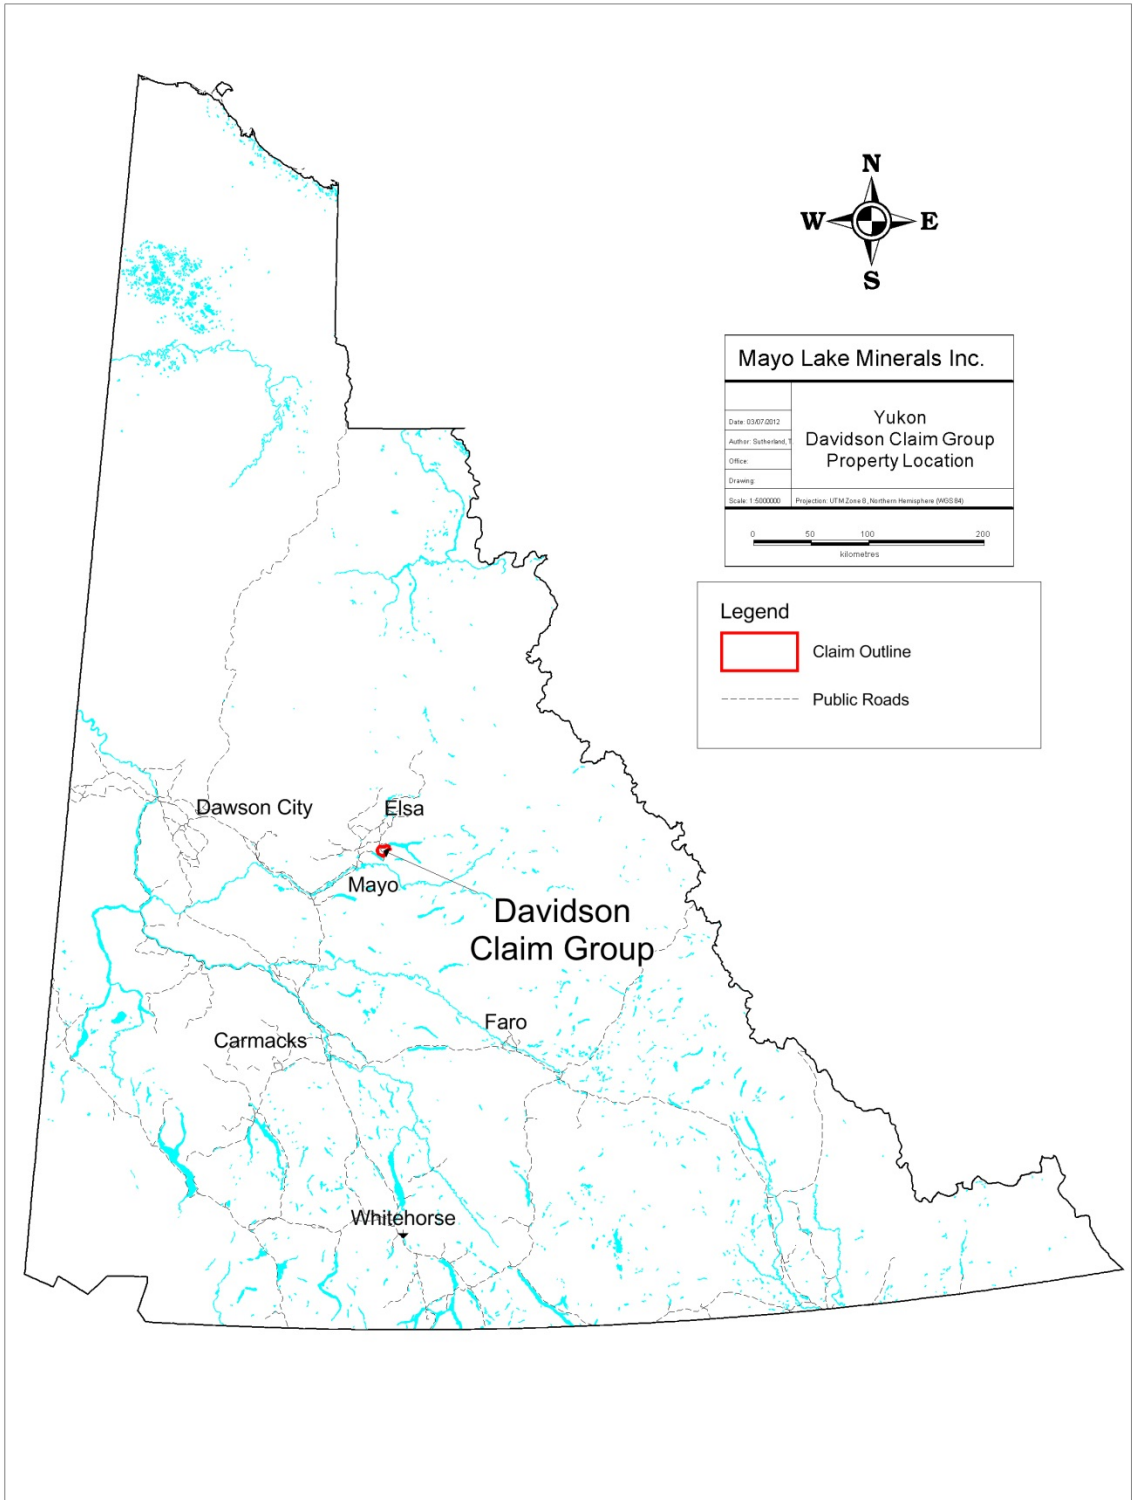 N
W E
S
Mayo Lake Minerals Inc.
Date: 03/07/2012
Author: Sutherland, T
Office:
Drawing:
Scale: 1:5000000
Yukon
Davidson Claim Group
Property Location
Projection: UTM Zone 8, Northern Hemisphere (WGS 84)
0 50 100 200
kilometres
Legend
Claim Outline
Public Roads
Dawson City
Elsa
Mayo
Davidson
Claim Group
Faro
Carmacks
Whitehorse